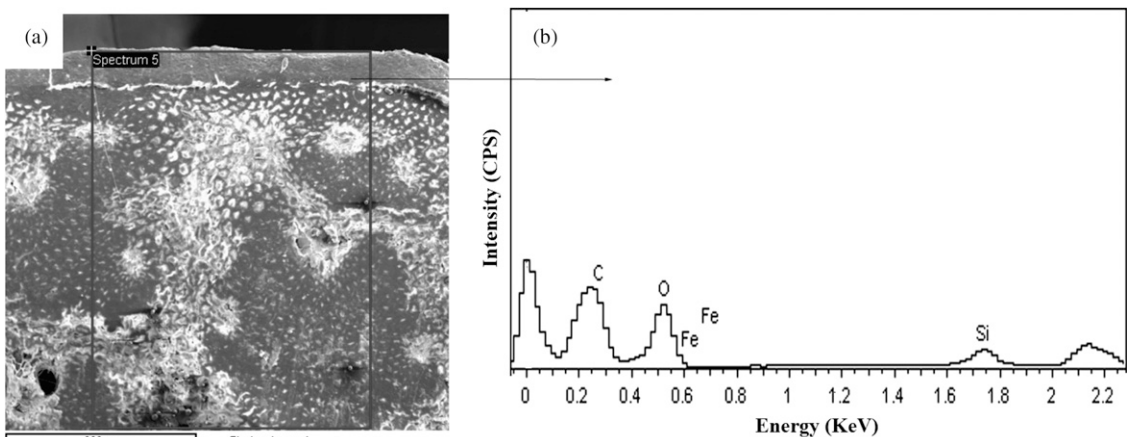 (a)
Spectrum 5
(b)
Intensity (CPS)
C
O
Fe
Fe
Si
0 0.2 0.4 0.6 0.8 1 1.2 1.4 1.6 1.8 2 2.2
Energy (KeV)